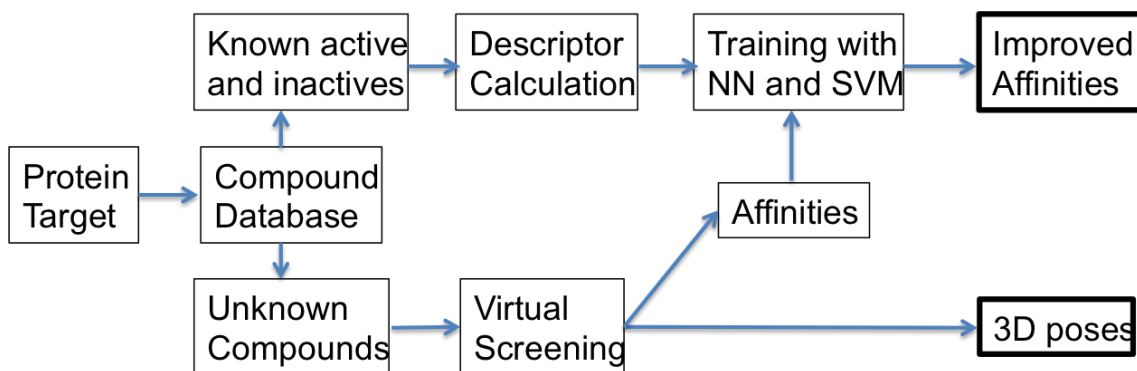 Known active
and inactives
Descriptor
Calculation
Training with
NN and SVM
Improved
Affinities
Protein
Target
Compound
Database
Affinities
Unknown
Compounds
Virtual
Screening
3D poses